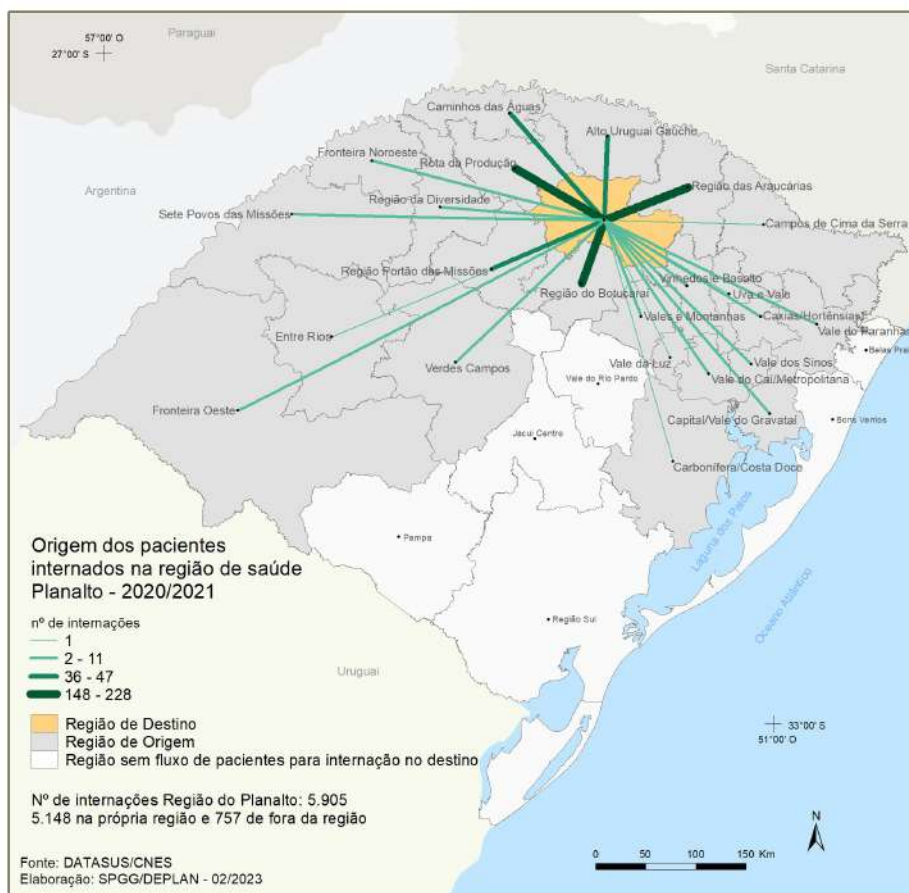 Paraguai
57°00' O
27°00' S
Santa Catarina
Caminhos das Águas
Alto Uruguai Gaúcho
Fronteira Noroeste
Rota da Produção
Argentina
Região das Araucárias
Região da Diversidade
Sete Povos das Missões
Campos de Cima da Serra
Região Portão das Missões
Vinhedos e Basalto
Região do Botucaraí
Uva e Vale
Vales e Montanhas
Caxias/Hortênsias
Vale do Paranhana
Entre Rios
Belas Praias
Verdes Campos
Vale da Luz
Vale dos Sinos
Vale do Rio Pardo
Vale do Caí/Metropolitana
Fronteira Oeste
Capital/Vale do Gravataí
Bons Ventos
Jacuí Centro
Carbonífera/Costa Doce
Laguna dos Patos
Pampa
Oceano Atlântico
Região Sul
Uruguai
Origem dos pacientes
internados na região de saúde
Planalto - 2020/2021
nº de internações
1
2 - 11
36 - 47
148 - 228
Região de Destino
Região de Origem
Região sem fluxo de pacientes para internação no destino
33°00' S
51°00' O
Nº de internações Região do Planalto: 5.905
5.148 na própria região e 757 de fora da região
N
0 50 100 150 Km
Fonte: DATASUS/CNES
Elaboração: SPGG/DEPLAN - 02/2023